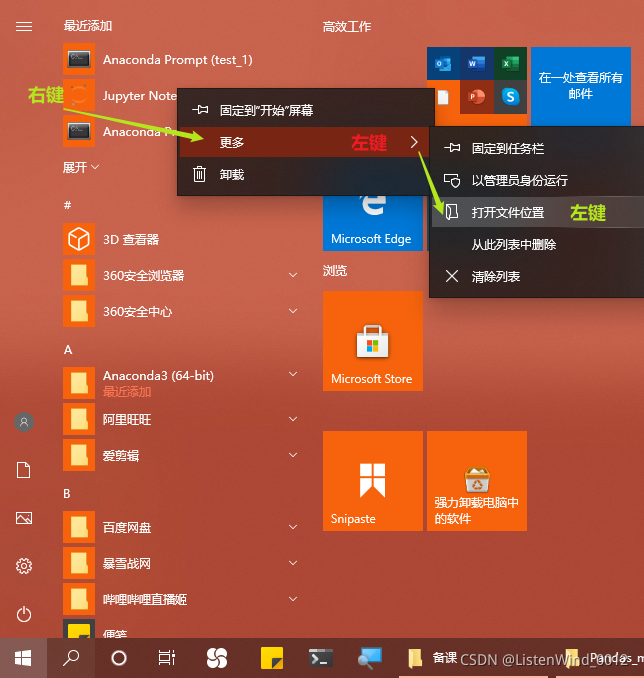 最近添加
高效工作
Anaconda Prompt (test_1)
右键
Jupyter Note
Anaconda P
在一处查看所有
邮件
固定到"开始"屏幕
更多
左键
卸载
固定到任务栏
以管理员身份运行
打开文件位置
左键
从此列表中删除
清除列表
展开
#
3D 查看器
360安全浏览器
360安全中心
A
Anaconda3 (64-bit)
最近添加
阿里旺旺
爱剪辑
B
百度网盘
暴雪战网
哔哩哔哩直播姬
便笺
Microsoft Edge
浏览
Microsoft Store
Snipaste
强力卸载电脑中
的软件
备课
CSDN @ListenWind_0012
Pandas_m